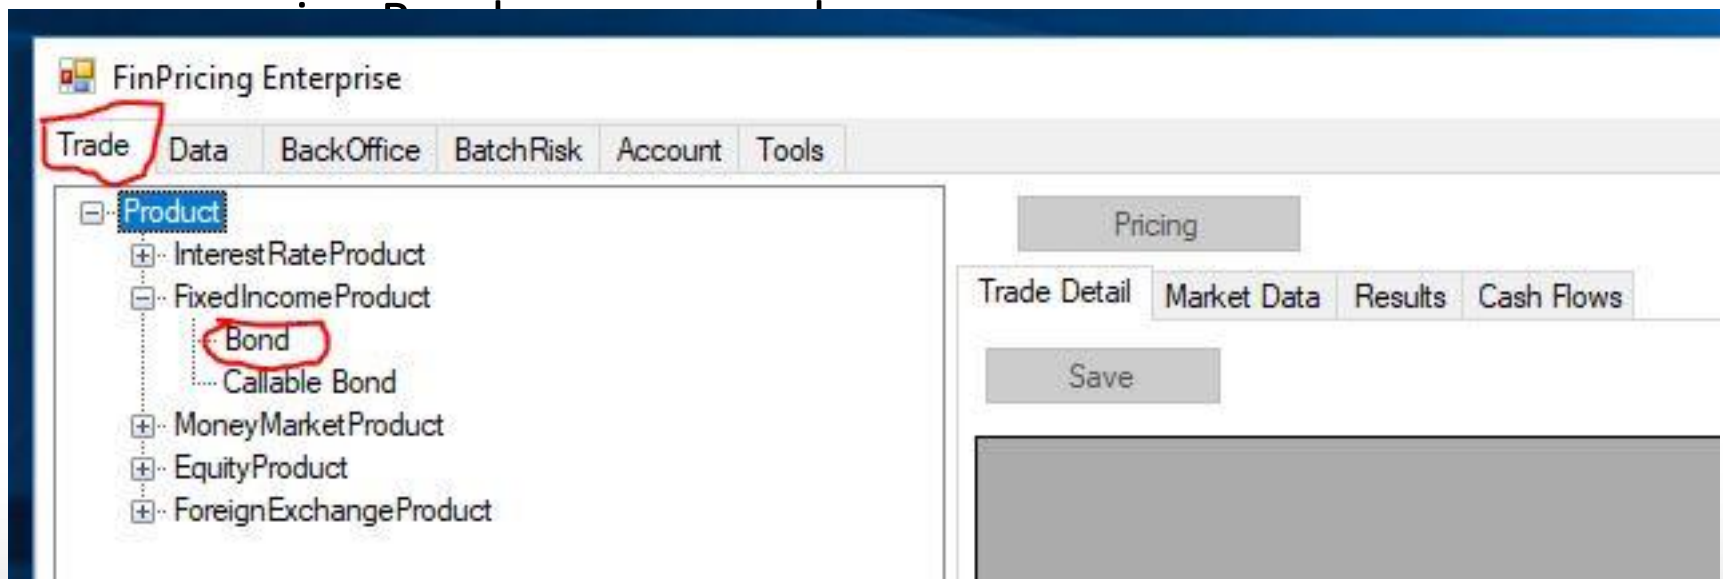 FinPricing Enterprise
Trade Data BackOffice BatchRisk Account Tools
Product
InterestRateProduct
FixedIncomeProduct
Bond
Callable Bond
MoneyMarketProduct
EquityProduct
ForeignExchangeProduct
Pricing
Trade Detail Market Data Results Cash Flows
Save